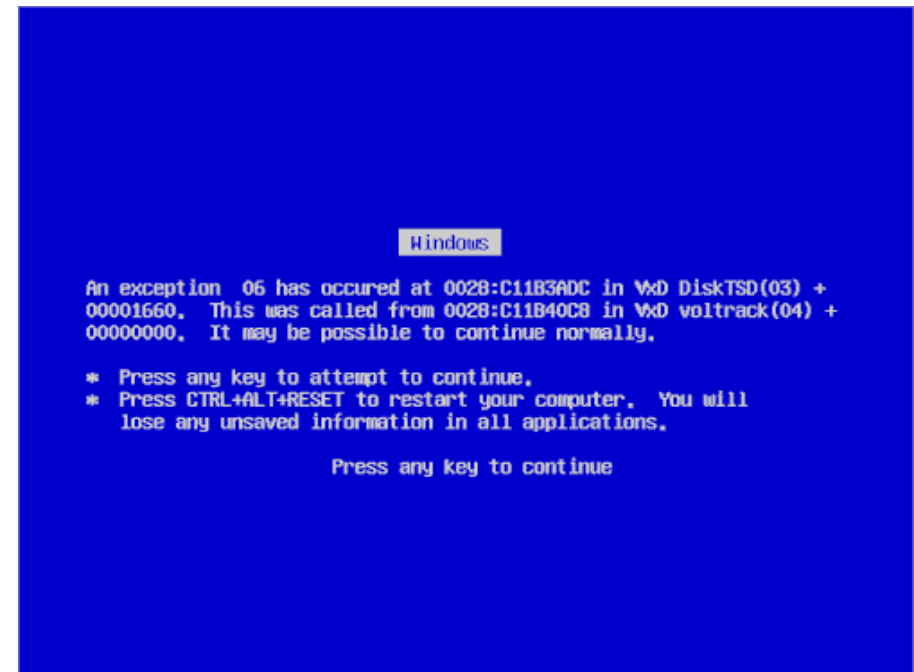 Windows
An exception  06 has occured at 0028:C11B3ADC in VxD DiskTSD(03) +
00001660.  This was called from 0028:C11B40C8 in VxD voltrack(04) +
00000000.  It may be possible to continue normally.
*  Press any key to attempt to continue.
*  Press CTRL+ALT+RESET to restart your computer.  You will
lose any unsaved information in all applications.
Press any key to continue